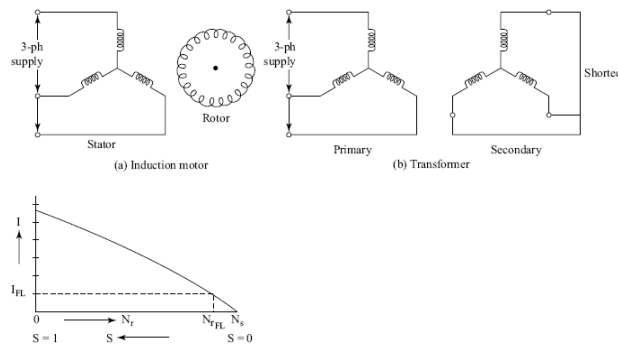 3-ph
supply
Stator
Rotor
(a) Induction motor
3-ph
supply
Primary
Secondary
Shorted
(b) Transformer
I
I_FL
0
N_r
N_rFL
N_s
S = 1
S
S = 0